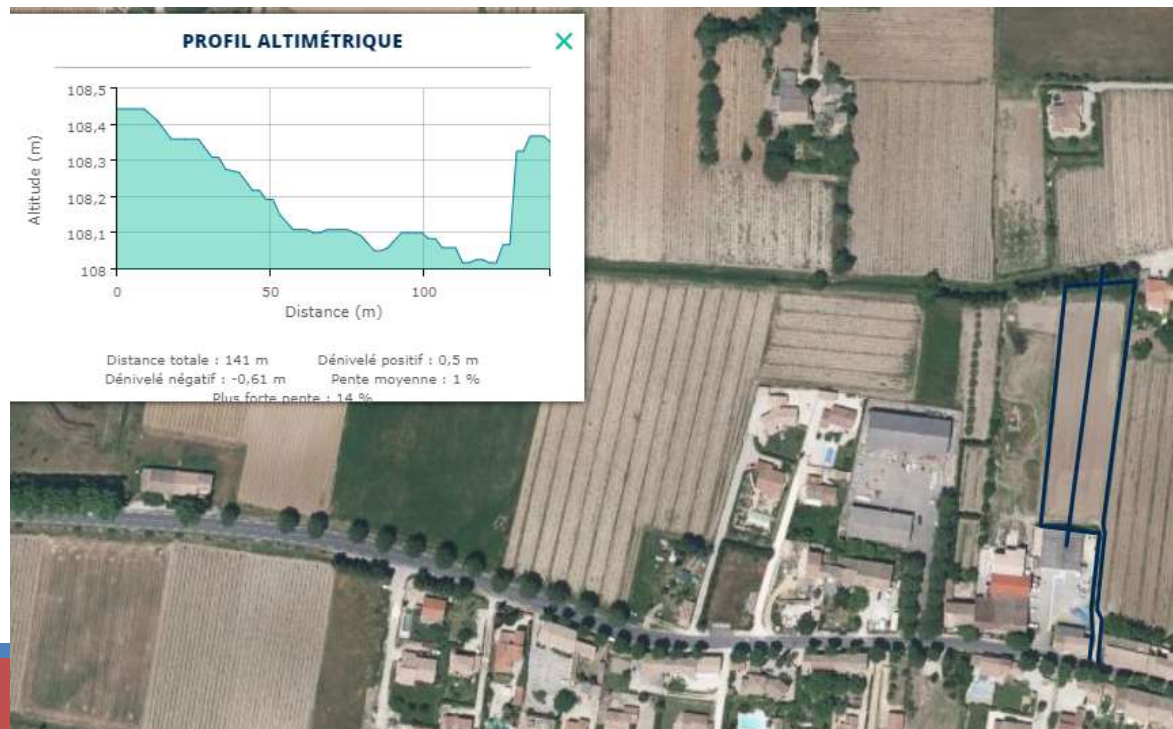 PROFIL ALTIMÉTRIQUE
108,5
108,4
108,3
108,2
108,1
108
Altitude (m)
0 50 100
Distance (m)
Distance totale : 141 m Dénivelé positif : 0,5 m
Dénivelé négatif : -0,61 m Pente moyenne : 1 %
Plus forte pente : 14 %